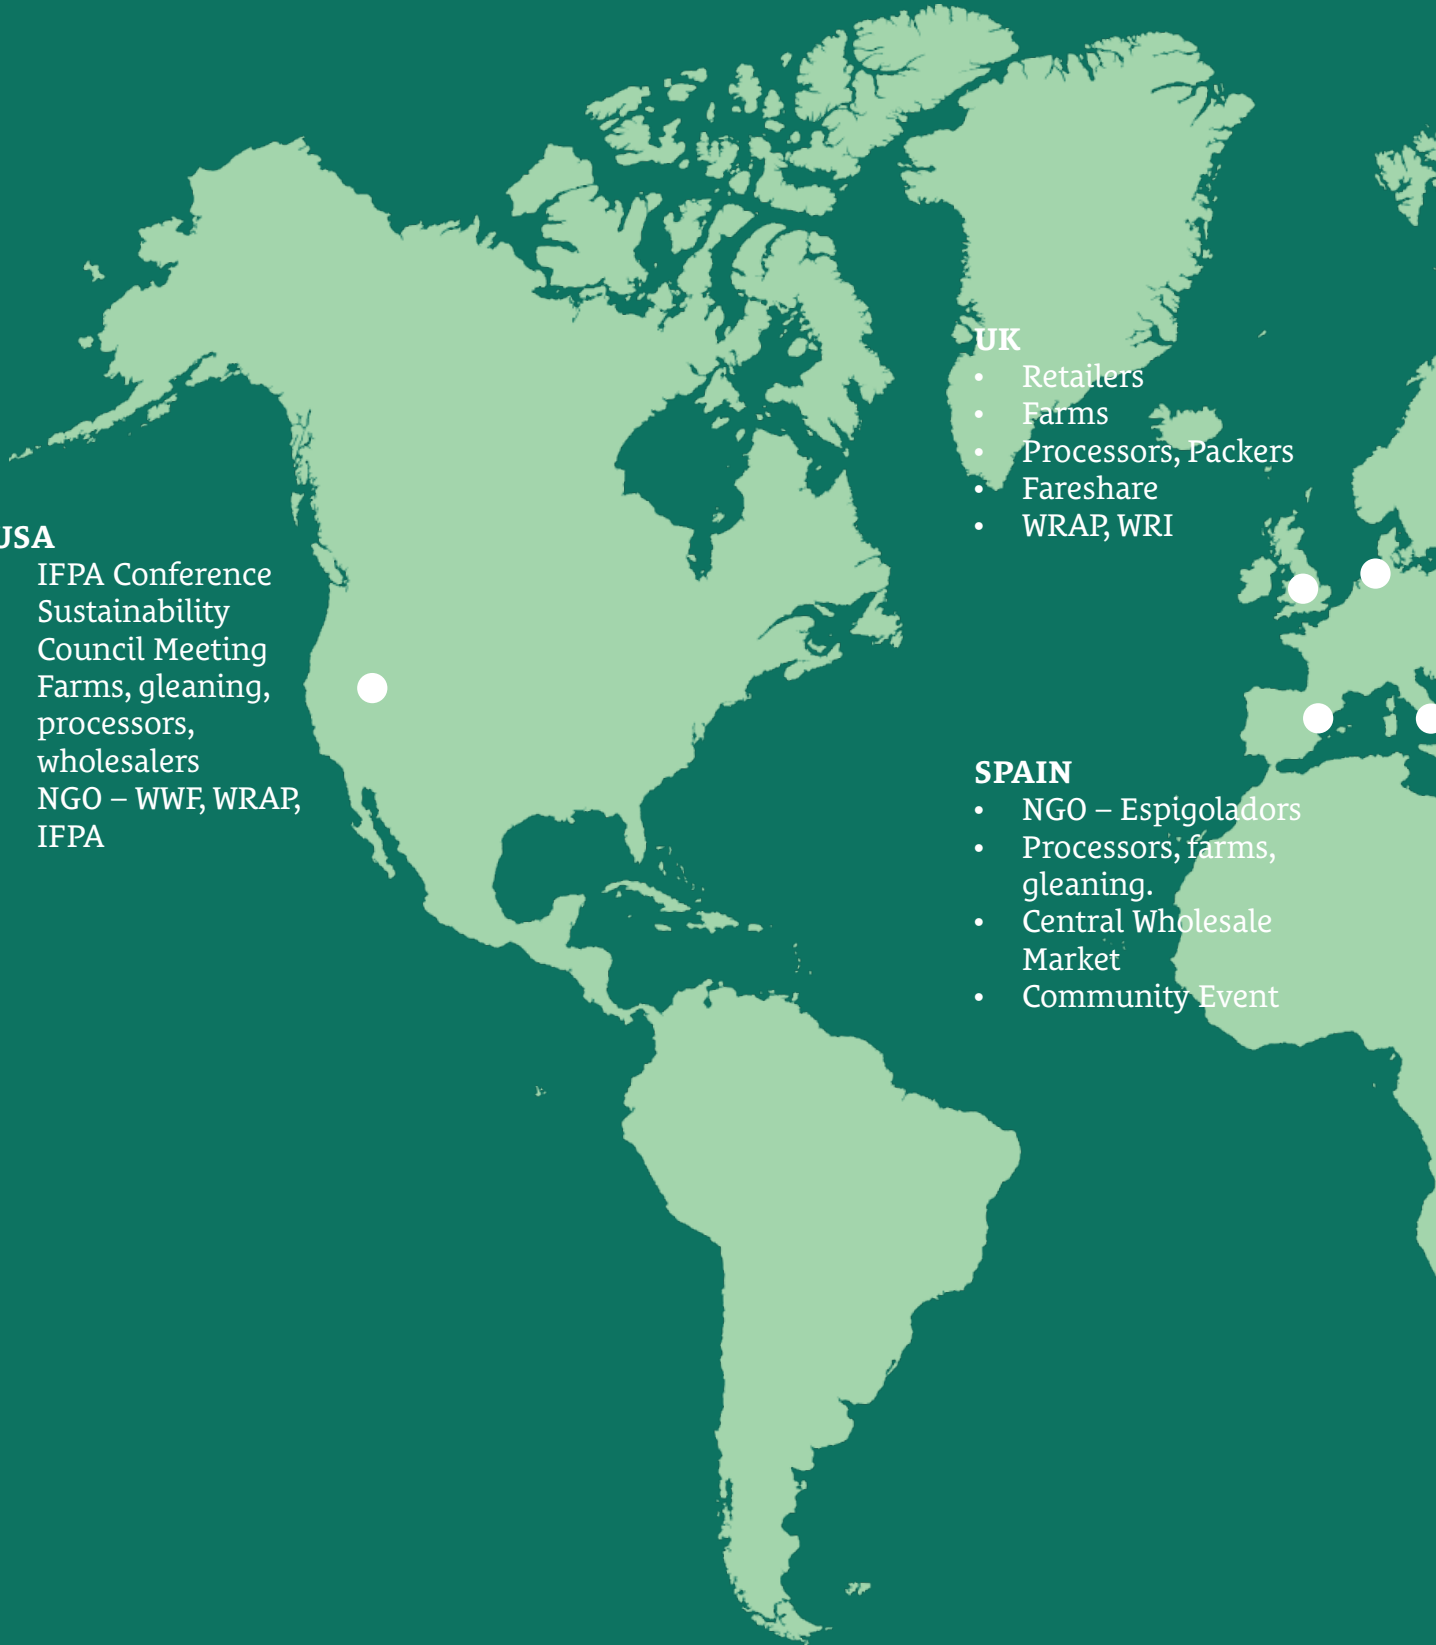 UK
• Retailers
• Farms
• Processors, Packers
• Fareshare
• WRAP, WRI
USA
IFPA Conference
Sustainability
Council Meeting
Farms, gleaning,
processors,
wholesalers
NGO – WWF, WRAP,
IFPA
SPAIN
• NGO – Espigoladors
• Processors, farms,
gleaning.
• Central Wholesale
Market
• Community Event